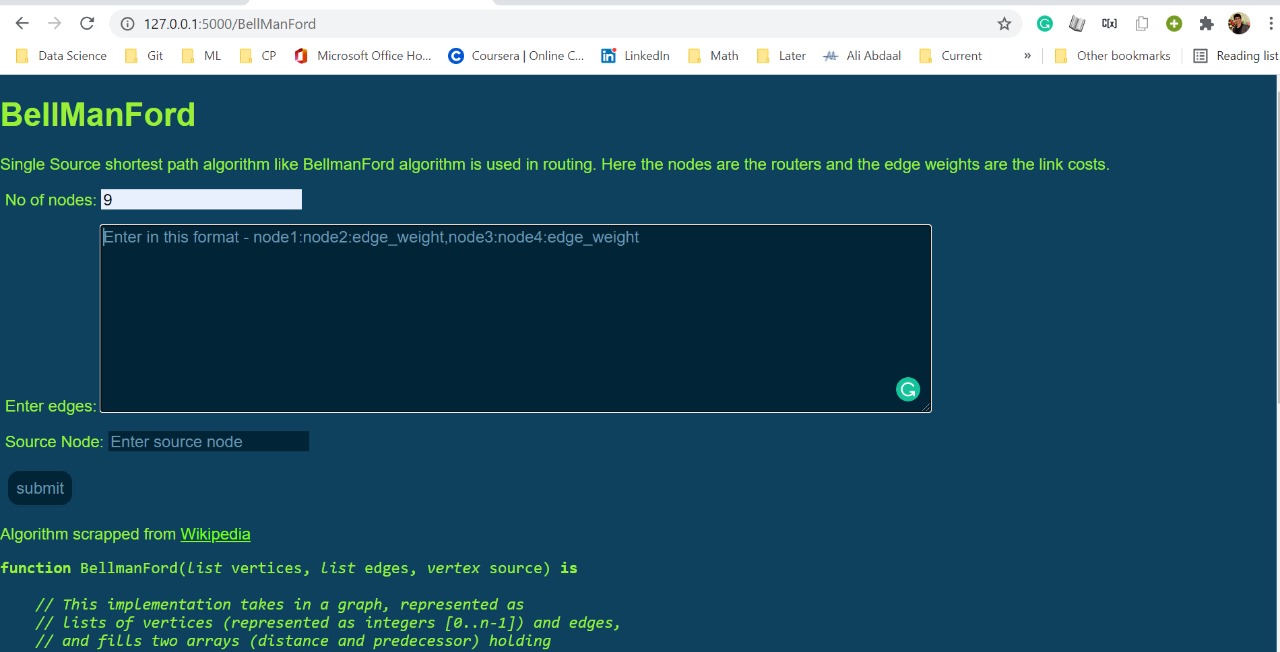 127.0.0.1:5000/BellManFord
Data Science Git ML CP Microsoft Office Ho... Coursera | Online C... LinkedIn Math Later Ali Abdaal Current » Other bookmarks Reading list
BellManFord
Single Source shortest path algorithm like BellmanFord algorithm is used in routing. Here the nodes are the routers and the edge weights are the link costs.
No of nodes: 9
Enter in this format - node1:node2:edge_weight,node3:node4:edge_weight
Enter edges:
Source Node: Enter source node
submit
Algorithm scrapped from Wikipedia
function BellmanFord(list vertices, list edges, vertex source) is
// This implementation takes in a graph, represented as
// lists of vertices (represented as integers [0..n-1]) and edges,
// and fills two arrays (distance and predecessor) holding